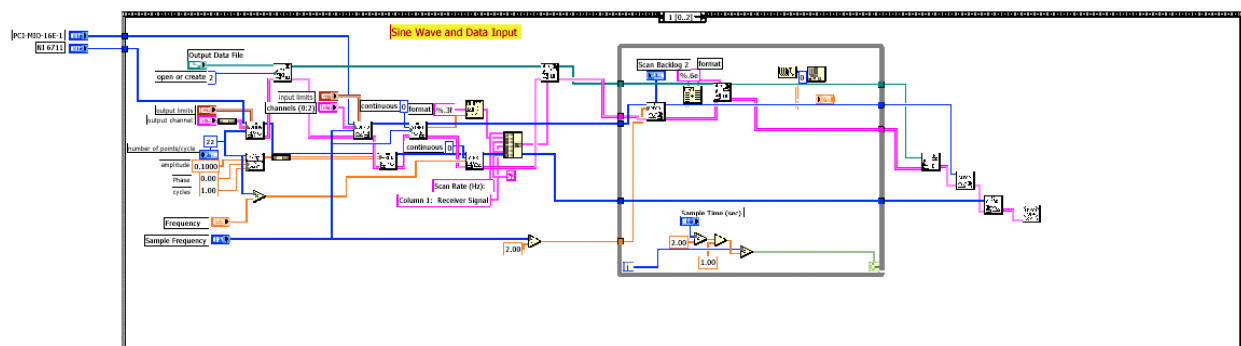 1 [0..2]
PCI-MIO-16E-1
NI 6711
Sine Wave and Data Input
Output Data File
open or create 2
output limits
output channel
input limits
channels (0:2)
continuous 0
format
%.3f
number of points/cycle
22
amplitude
0.1000
Phase
0.00
cycles
1.00
continuous 0
Scan Rate (Hz):
Column 1: Receiver Signal
Frequency
Sample Frequency
2.00
Scan Backlog 2
format
%.6e
0
Sample Time (sec)
2.00
1.00
i